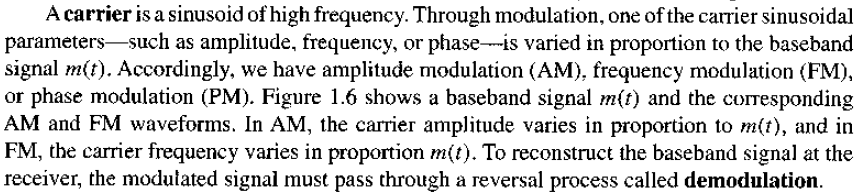 A carrier is a sinusoid of high frequency. Through modulation, one of the carrier sinusoidal
parameters—such as amplitude, frequency, or phase—is varied in proportion to the baseband
signal m(t). Accordingly, we have amplitude modulation (AM), frequency modulation (FM),
or phase modulation (PM). Figure 1.6 shows a baseband signal m(t) and the corresponding
AM and FM waveforms. In AM, the carrier amplitude varies in proportion to m(t), and in
FM, the carrier frequency varies in proportion m(t). To reconstruct the baseband signal at the
receiver, the modulated signal must pass through a reversal process called demodulation.